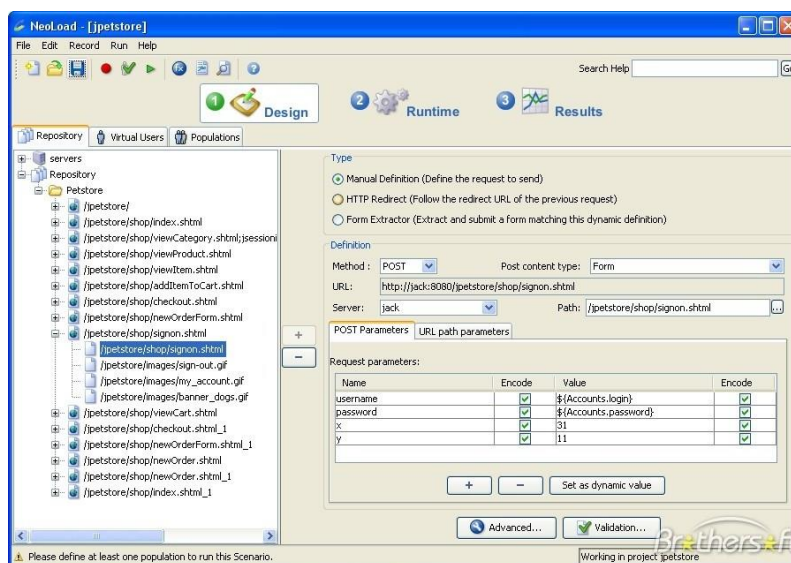 NeoLoad - [jpetstore]
File Edit Record Run Help
Search Help
1 Design 2 Runtime 3 Results
Repository Virtual Users Populations
servers
Repository
Petstore
/jpetstore/
/jpetstore/shop/index.shtml
/jpetstore/shop/viewCategory.shtml;jsessioni
/jpetstore/shop/viewProduct.shtml
/jpetstore/shop/viewItem.shtml
/jpetstore/shop/addItemToCart.shtml
/jpetstore/shop/checkout.shtml
/jpetstore/shop/newOrderForm.shtml
/jpetstore/shop/signon.shtml
/jpetstore/shop/signon.shtml
/jpetstore/images/sign-out.gif
/jpetstore/images/my_account.gif
/jpetstore/images/banner_dogs.gif
/jpetstore/shop/viewCart.shtml
/jpetstore/shop/checkout.shtml_1
/jpetstore/shop/newOrderForm.shtml_1
/jpetstore/shop/newOrder.shtml
/jpetstore/shop/newOrder.shtml_1
/jpetstore/shop/index.shtml_1
Type
Manual Definition (Define the request to send)
HTTP Redirect (Follow the redirect URL of the previous request)
Form Extractor (Extract and submit a form matching this dynamic definition)
Definition
Method : POST Post content type: Form
URL: http://jack:8080/jpetstore/shop/signon.shtml
Server: jack Path: /jpetstore/shop/signon.shtml ...
POST Parameters URL path parameters
Request parameters:
Name Encode Value Encode
username ${Accounts.login}
password ${Accounts.password}
x 31
y 11
+ - Set as dynamic value
Advanced... Validation...
Please define at least one population to run this Scenario.
Working in project jpetstore